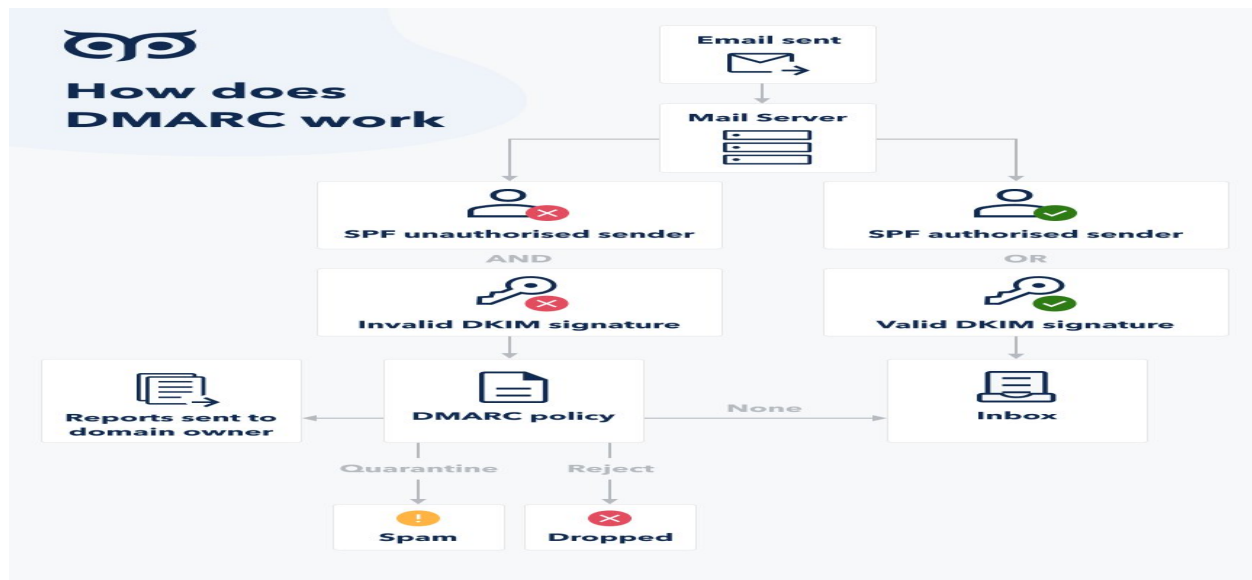 How does
DMARC work
Email sent
Mail Server
SPF unauthorised sender
SPF authorised sender
AND
OR
Invalid DKIM signature
Valid DKIM signature
Reports sent to
domain owner
DMARC policy
None
Inbox
Quarantine
Reject
Spam
Dropped